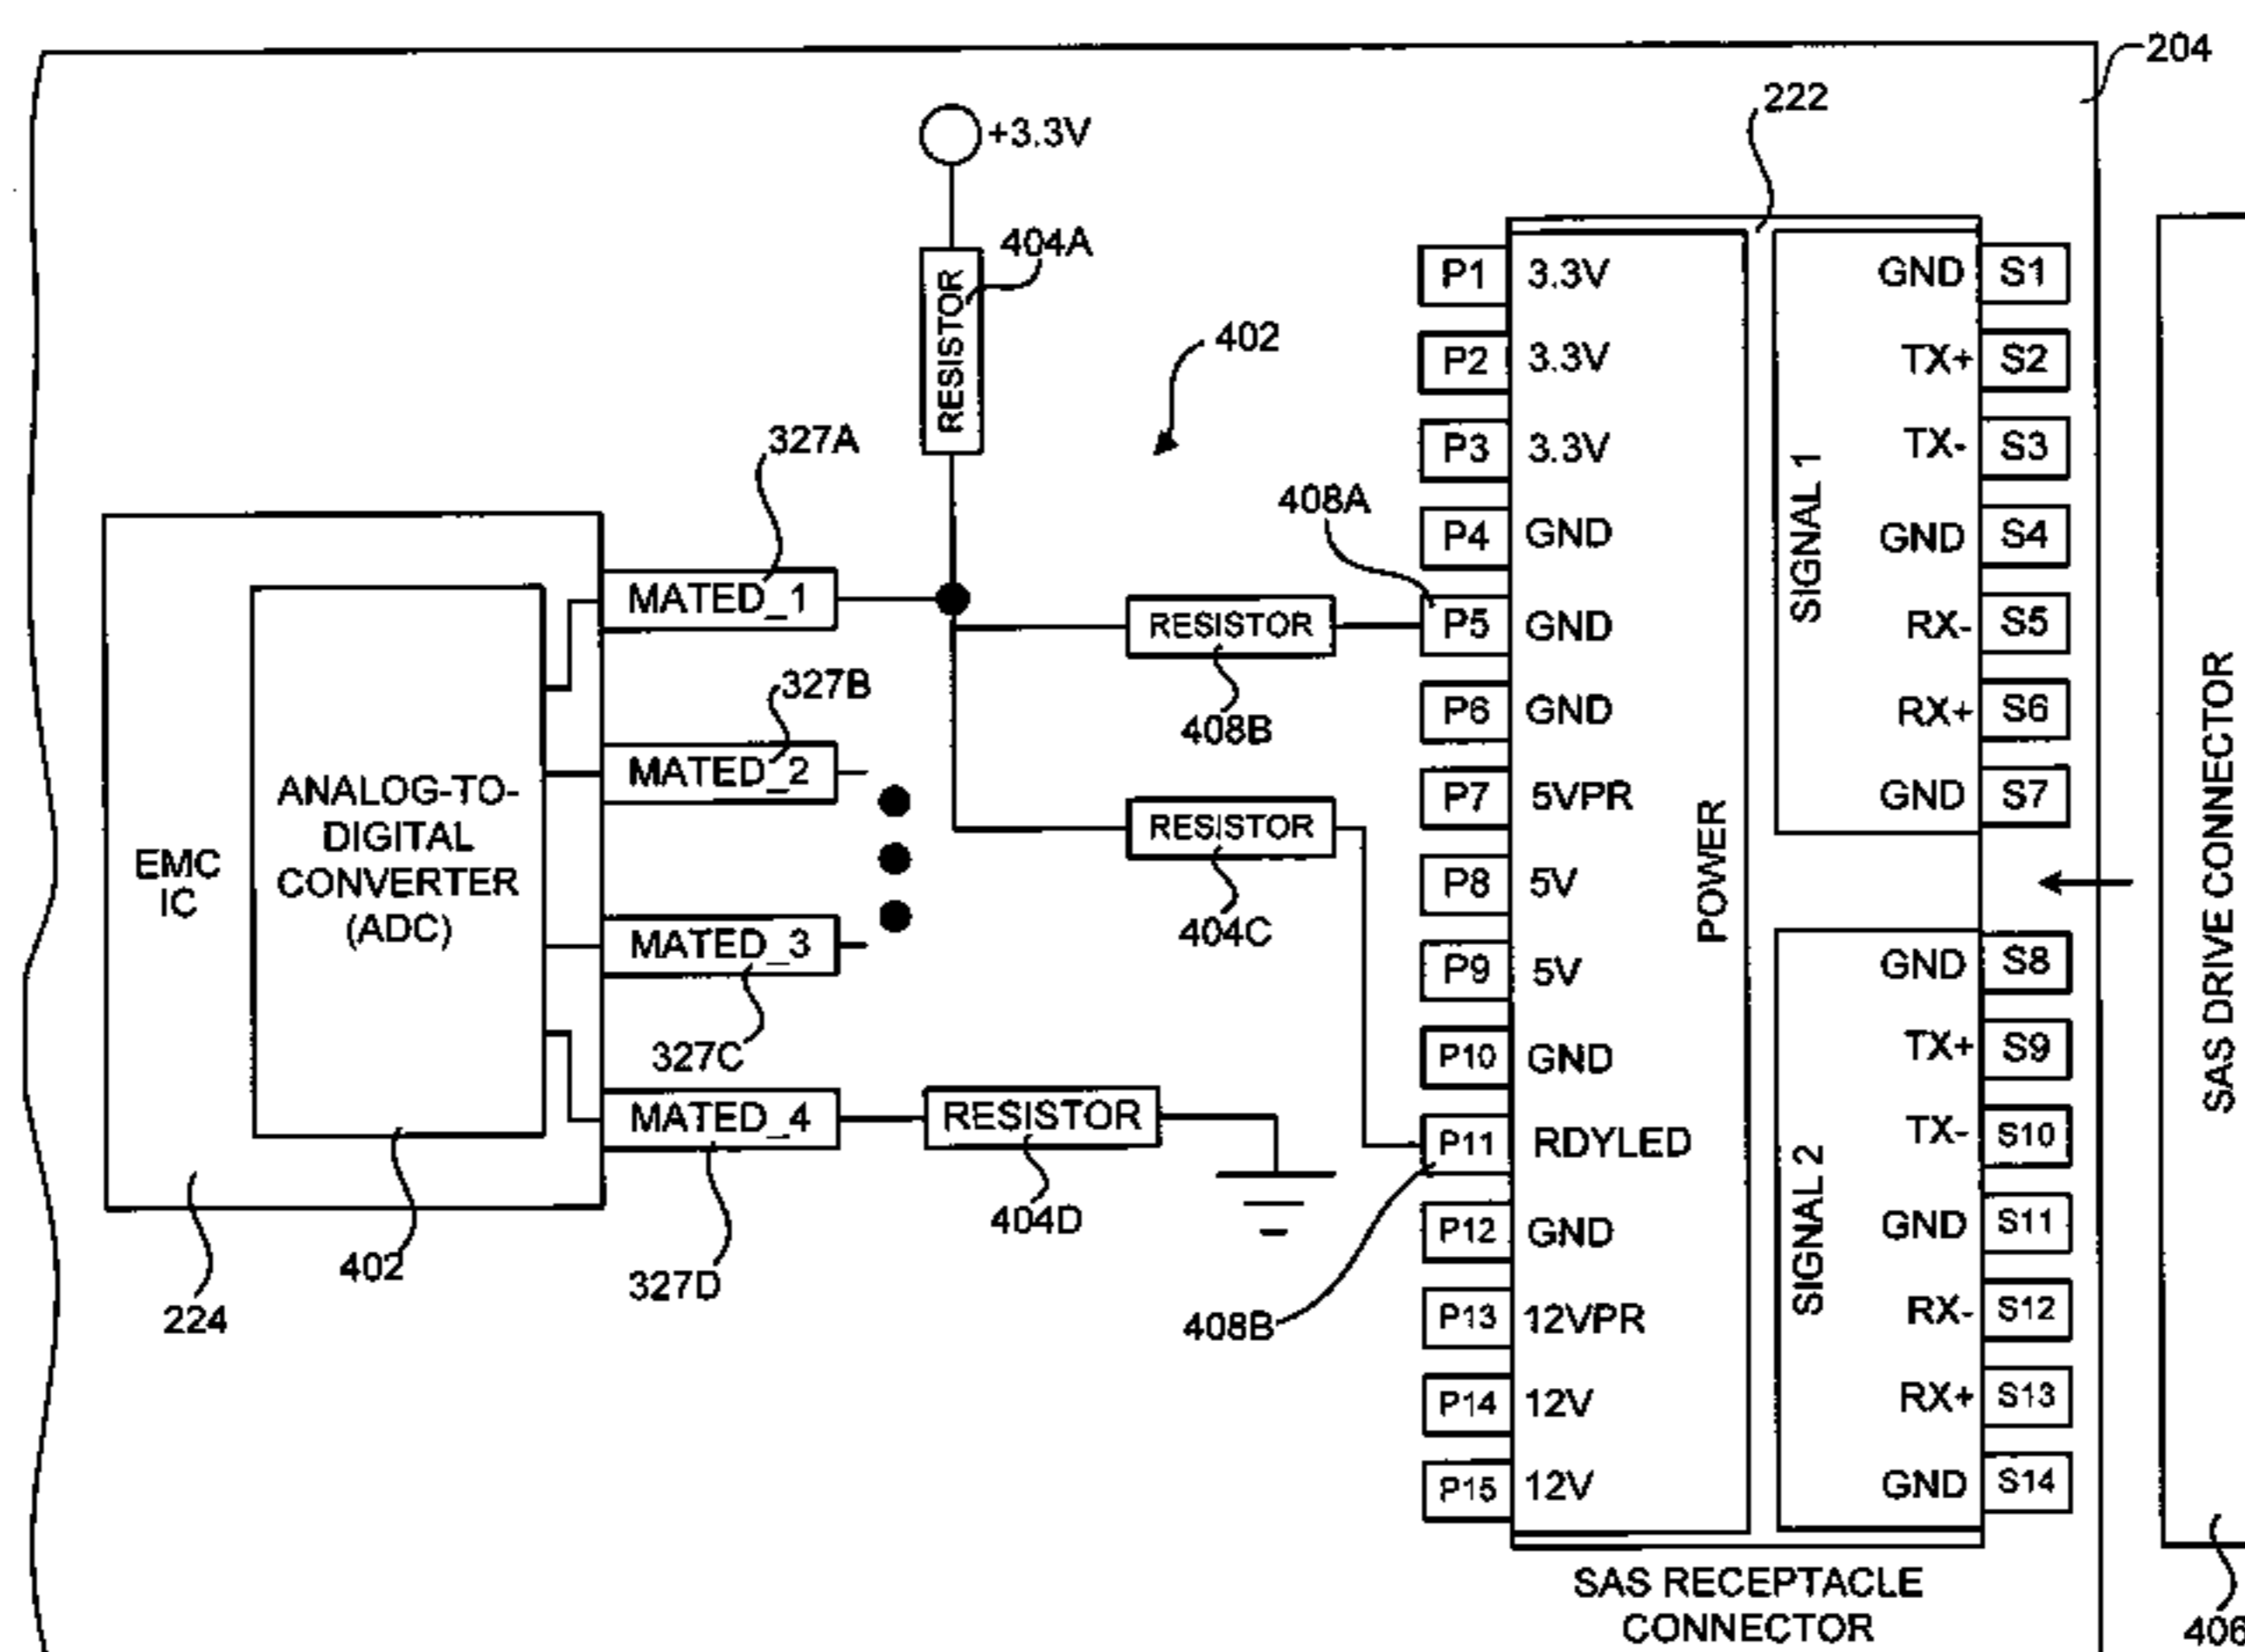 204
222
+3.3V
404A
RESISTOR
402
327A
408A
MATED_1
RESISTOR
408B
327B
MATED_2
RESISTOR
404C
MATED_3
327C
MATED_4
327D
RESISTOR
404D
EMC
IC
ANALOG-TO-
DIGITAL
CONVERTER
(ADC)
402
224
408B
P1 3.3V
P2 3.3V
P3 3.3V
P4 GND
P5 GND
P6 GND
P7 5VPR
P8 5V
P9 5V
P10 GND
P11 RDYLED
P12 GND
P13 12VPR
P14 12V
P15 12V
POWER
SIGNAL 1
GND S1
TX+ S2
TX- S3
GND S4
RX- S5
RX+ S6
GND S7
SIGNAL 2
GND S8
TX+ S9
TX- S10
GND S11
RX- S12
RX+ S13
GND S14
SAS RECEPTACLE
CONNECTOR
SAS DRIVE CONNECTOR
406